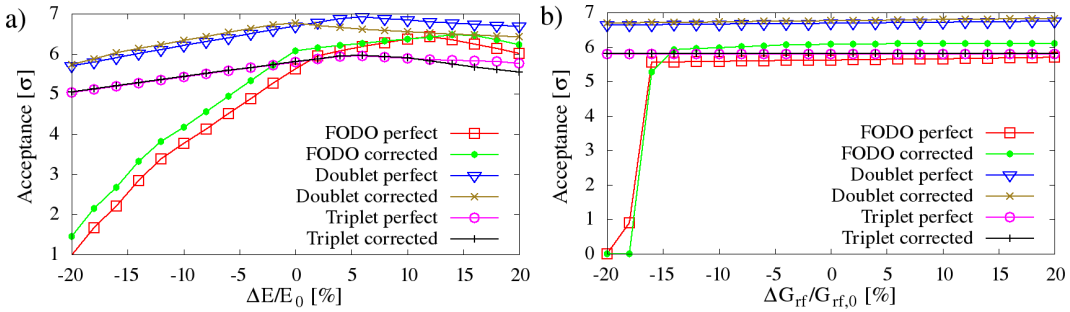 a)
Acceptance [σ]
7
6
5
4
3
2
1
FODO perfect
FODO corrected
Doublet perfect
Doublet corrected
Triplet perfect
Triplet corrected
-20 -15 -10 -5 0 5 10 15 20
ΔE/E0 [%]
b)
Acceptance [σ]
7
6
5
4
3
2
1
0
FODO perfect
FODO corrected
Doublet perfect
Doublet corrected
Triplet perfect
Triplet corrected
-20 -15 -10 -5 0 5 10 15 20
ΔGrf/Grf,0 [%]